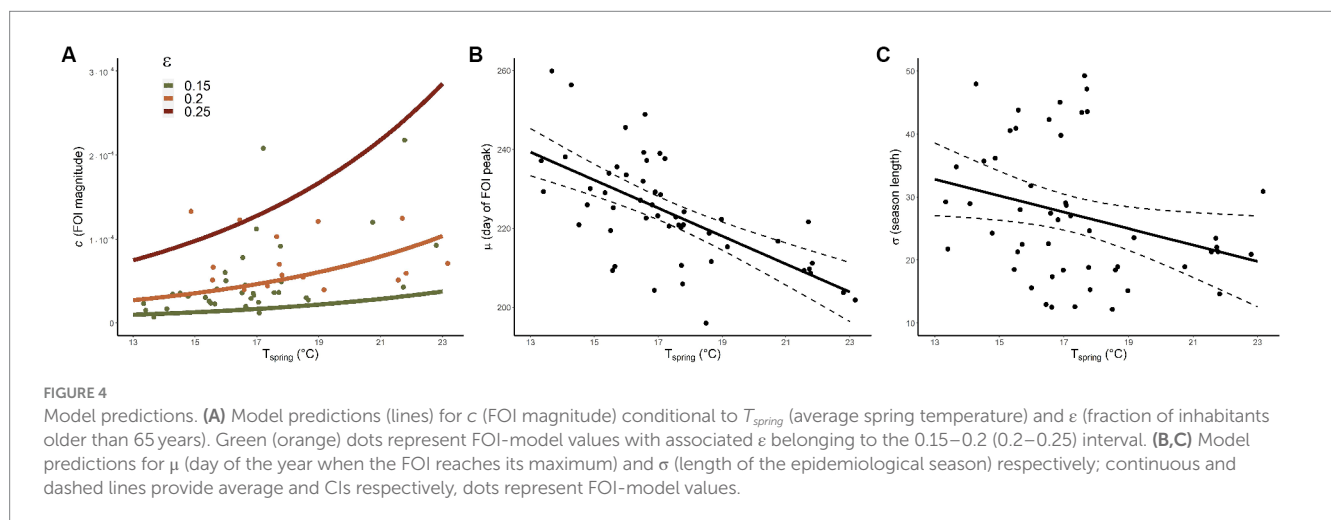 A
B
C
ε
0.15
0.2
0.25
3·10⁻⁴
2·10⁻⁴
1·10⁻⁴
0
c (FOI magnitude)
13 15 17 19 21 23
Tspring (°C)
260
240
220
200
μ (day of FOI peak)
13 15 17 19 21 23
Tspring (°C)
50
40
30
20
10
σ (season length)
13 15 17 19 21 23
Tspring (°C)
FIGURE 4
Model predictions. (A) Model predictions (lines) for c (FOI magnitude) conditional to Tspring (average spring temperature) and ε (fraction of inhabitants
older than 65 years). Green (orange) dots represent FOI-model values with associated ε belonging to the 0.15–0.2 (0.2–0.25) interval. (B,C) Model
predictions for μ (day of the year when the FOI reaches its maximum) and σ (length of the epidemiological season) respectively; continuous and
dashed lines provide average and CIs respectively, dots represent FOI-model values.